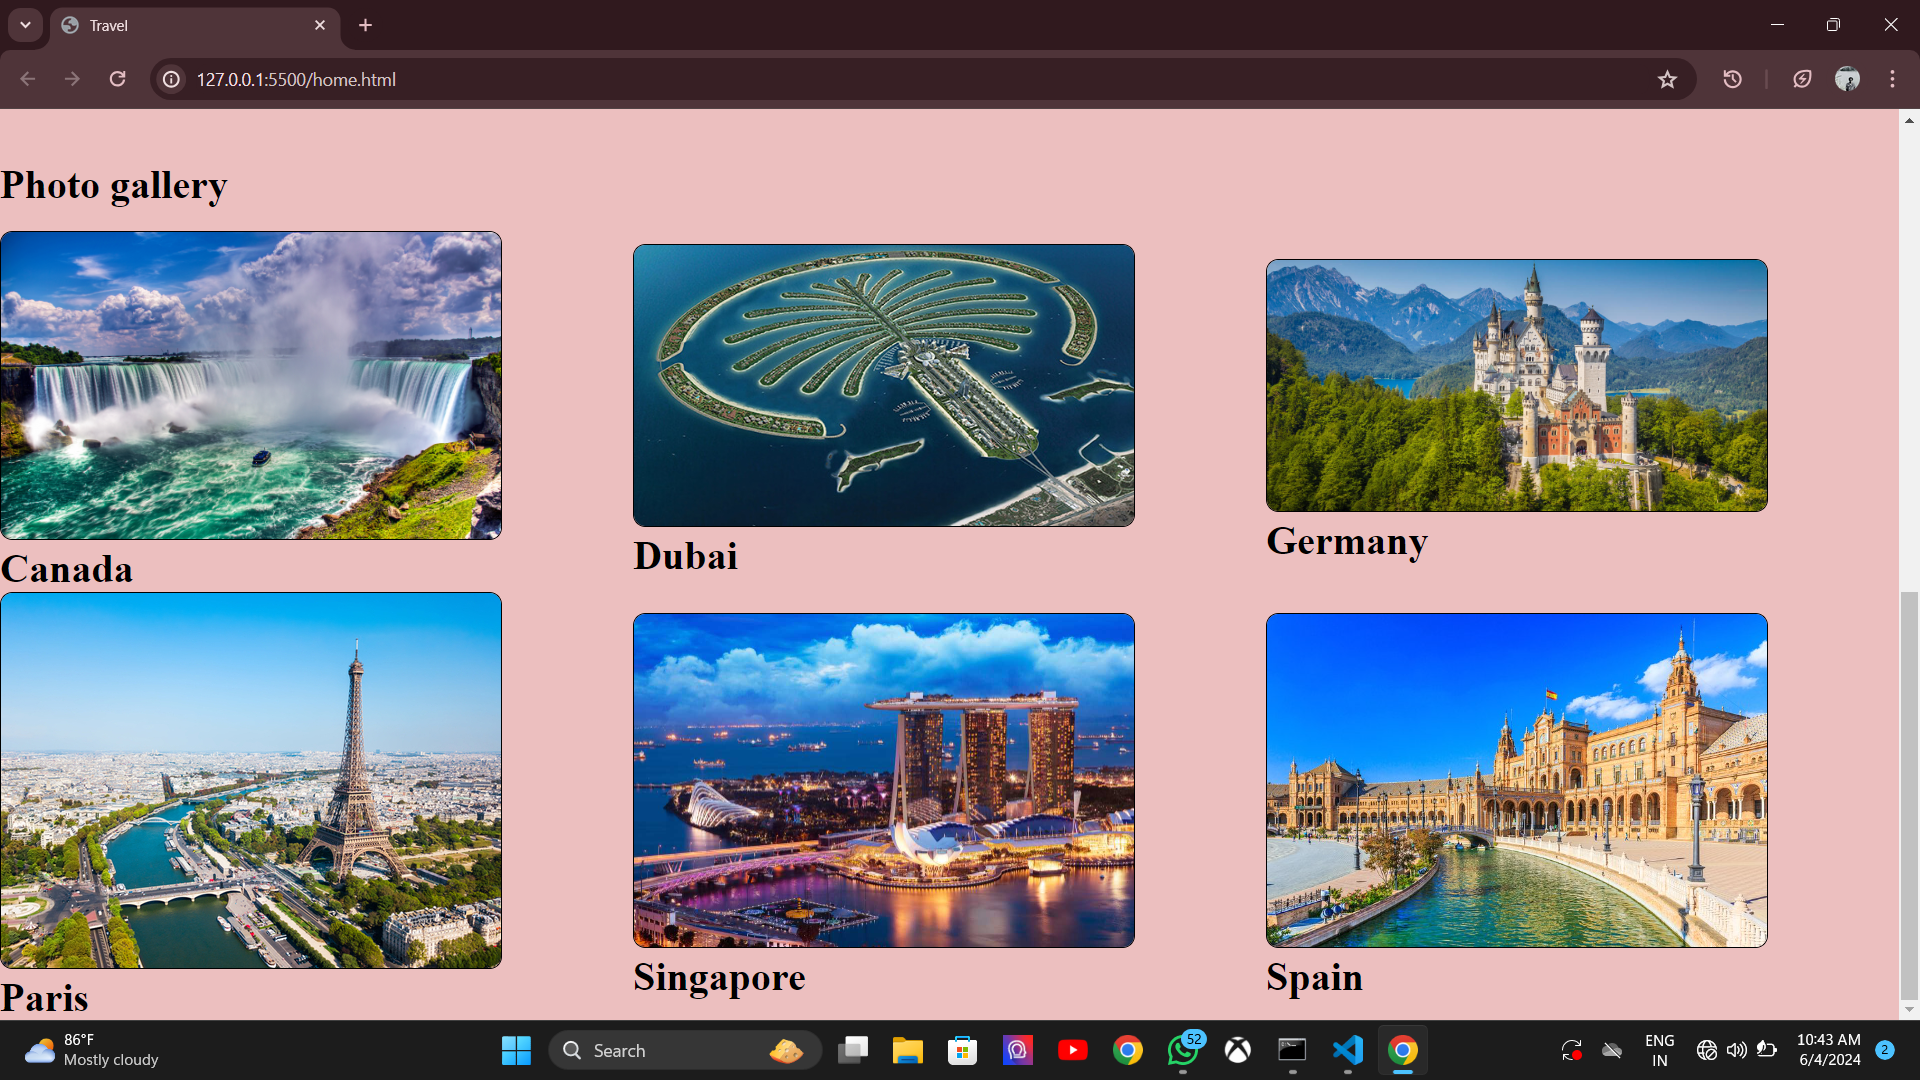 Travel
127.0.0.1:5500/home.html
Photo gallery
Canada
Dubai
Germany
Paris
Singapore
Spain
86°F
Mostly cloudy
Search
52
ENG
IN
10:43 AM
6/4/2024
2